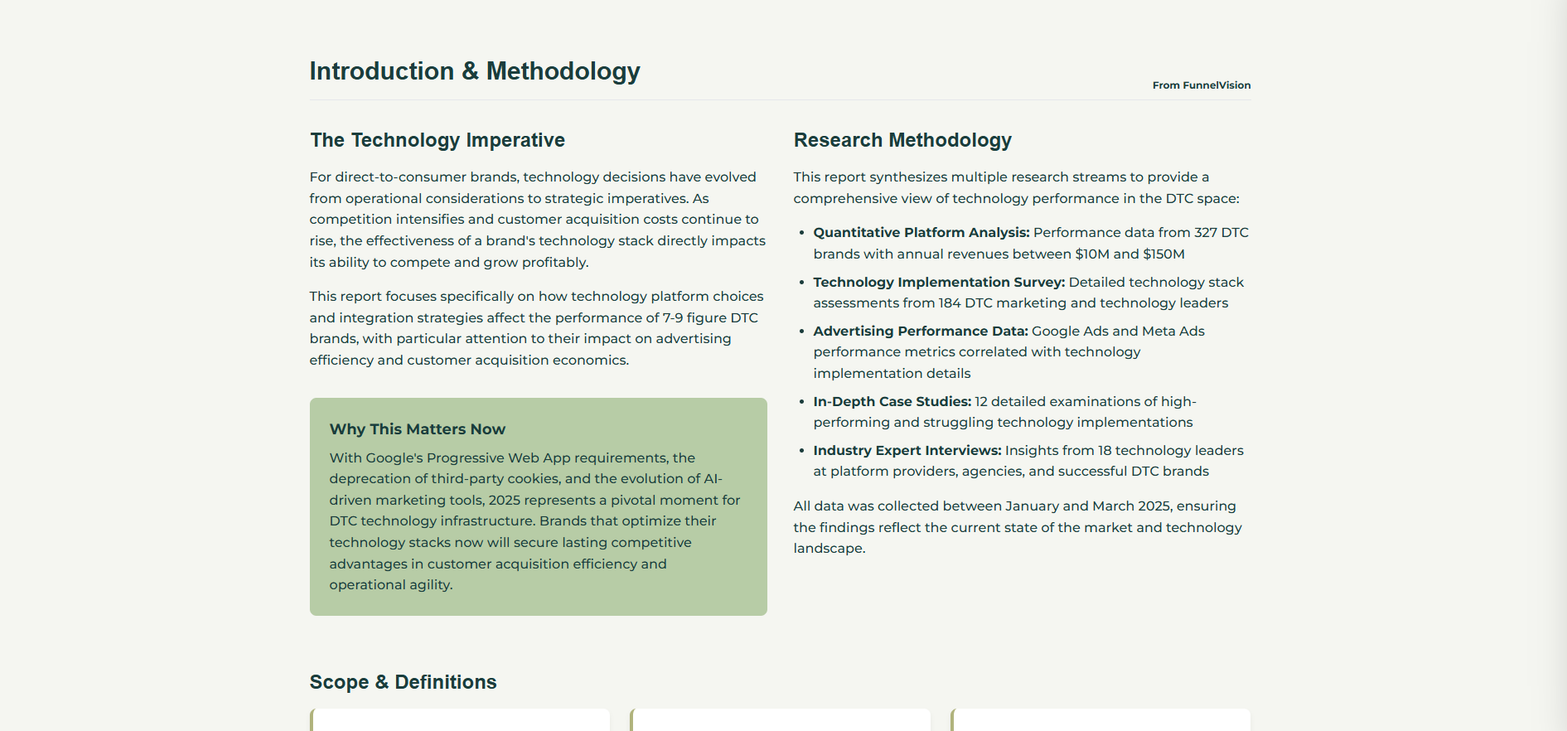 Introduction & Methodology
From FunnelVision
The Technology Imperative
For direct-to-consumer brands, technology decisions have evolved
from operational considerations to strategic imperatives. As
competition intensifies and customer acquisition costs continue to
rise, the effectiveness of a brand's technology stack directly impacts
its ability to compete and grow profitably.
This report focuses specifically on how technology platform choices
and integration strategies affect the performance of 7-9 figure DTC
brands, with particular attention to their impact on advertising
efficiency and customer acquisition economics.
Why This Matters Now
With Google's Progressive Web App requirements, the
deprecation of third-party cookies, and the evolution of AI-
driven marketing tools, 2025 represents a pivotal moment for
DTC technology infrastructure. Brands that optimize their
technology stacks now will secure lasting competitive
advantages in customer acquisition efficiency and
operational agility.
Research Methodology
This report synthesizes multiple research streams to provide a
comprehensive view of technology performance in the DTC space:
• Quantitative Platform Analysis: Performance data from 327 DTC
brands with annual revenues between $10M and $150M
• Technology Implementation Survey: Detailed technology stack
assessments from 184 DTC marketing and technology leaders
• Advertising Performance Data: Google Ads and Meta Ads
performance metrics correlated with technology
implementation details
• In-Depth Case Studies: 12 detailed examinations of high-
performing and struggling technology implementations
• Industry Expert Interviews: Insights from 18 technology leaders
at platform providers, agencies, and successful DTC brands
All data was collected between January and March 2025, ensuring
the findings reflect the current state of the market and technology
landscape.
Scope & Definitions